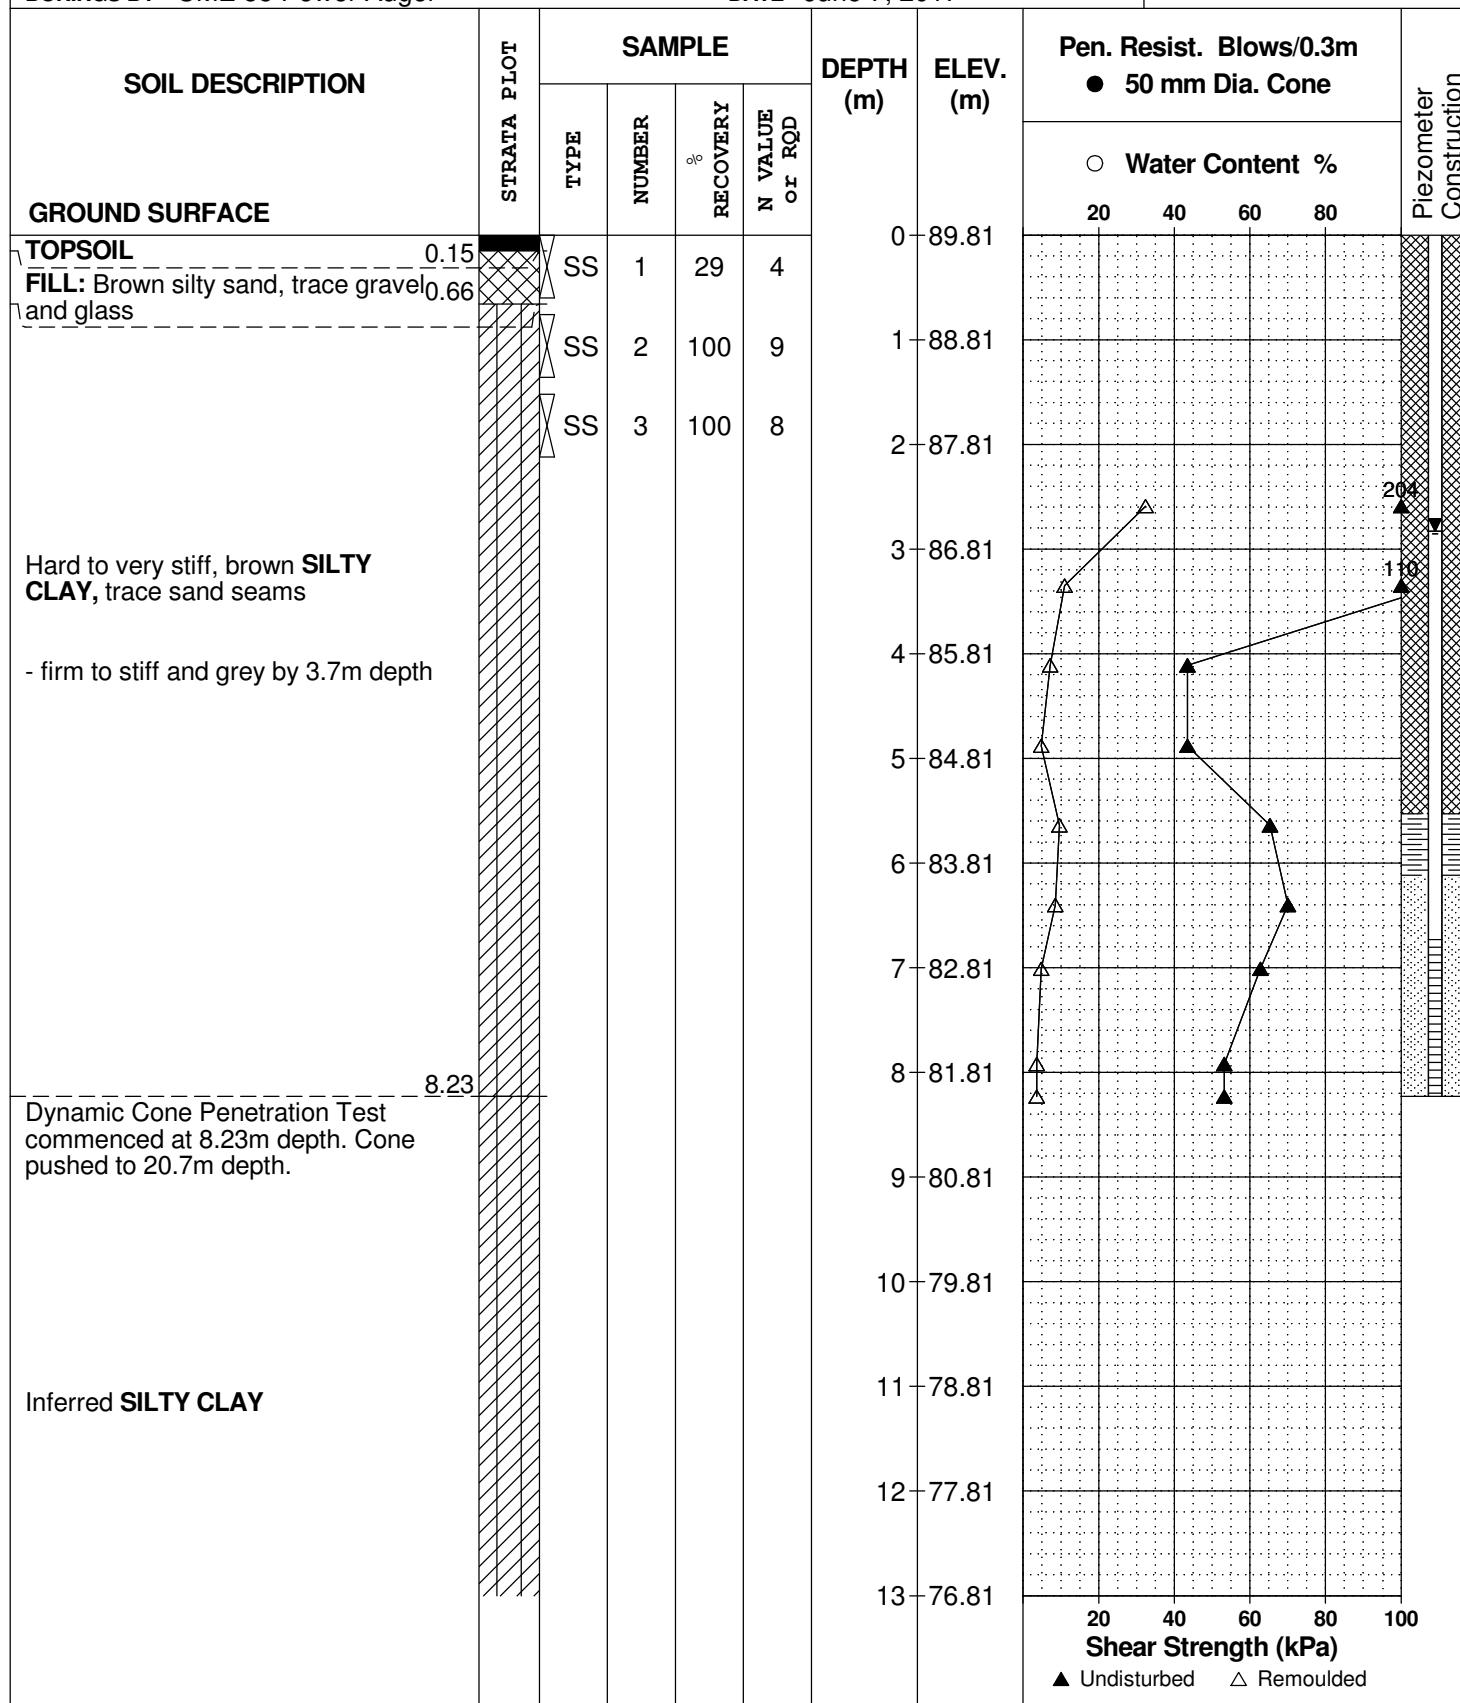 SOIL DESCRIPTION
GROUND SURFACE
STRATA PLOT
SAMPLE
TYPE
NUMBER
%
RECOVERY
N VALUE
or RQD
DEPTH
(m)
ELEV.
(m)
Pen. Resist. Blows/0.3m
● 50 mm Dia. Cone
○ Water Content %
20 40 60 80
Piezometer
Construction
TOPSOIL 0.15
FILL: Brown silty sand, trace gravel 0.66
and glass
SS 1 29 4
SS 2 100 9
SS 3 100 8
0 89.81
1 88.81
2 87.81
3 86.81
4 85.81
5 84.81
6 83.81
7 82.81
8 81.81
9 80.81
10 79.81
11 78.81
12 77.81
13 76.81
204
110
Hard to very stiff, brown SILTY
CLAY, trace sand seams
- firm to stiff and grey by 3.7m depth
8.23
Dynamic Cone Penetration Test
commenced at 8.23m depth. Cone
pushed to 20.7m depth.
Inferred SILTY CLAY
20 40 60 80 100
Shear Strength (kPa)
▲ Undisturbed △ Remoulded